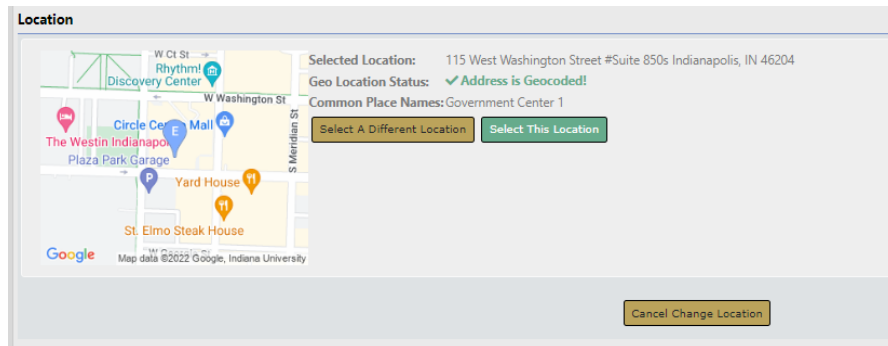 Location
W Ct St
Rhythm!
Discovery Center
W Washington St
Circle Mall
E
The Westin
Plaza Park Garage
P
S Meridian St
Yard House
St. Elmo Steak House
Google
Map data ©2022 Google, Indiana University
Selected Location: 115 West Washington Street #Suite 850s Indianapolis, IN 46204
Geo Location Status: ✓Address is Geocoded!
Common Place Names:Government Center 1
Select A Different Location
Select This Location
Cancel Change Location